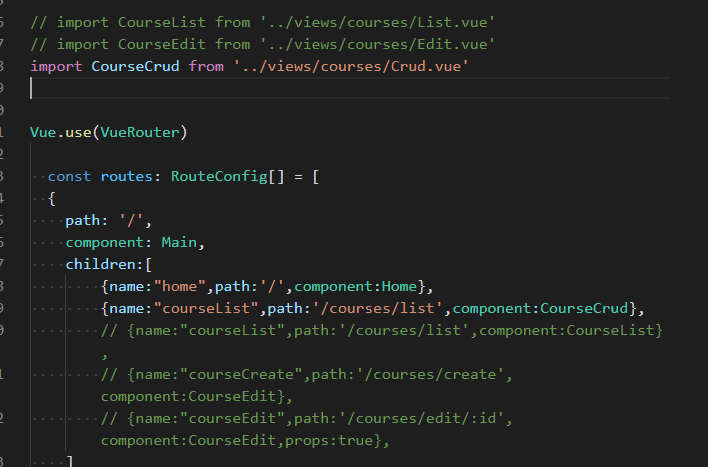 // import CourseList from '../views/courses/List.vue'
// import CourseEdit from '../views/courses/Edit.vue'
import CourseCrud from '../views/courses/Crud.vue'
Vue.use(VueRouter)
const routes: RouteConfig[] = [
{
path: '/',
component: Main,
children:[
{name:"home",path:'/',component:Home},
{name:"courseList",path:'/courses/list',component:CourseCrud},
// {name:"courseList",path:'/courses/list',component:CourseList}
,
// {name:"courseCreate",path:'/courses/create',
component:CourseEdit},
// {name:"courseEdit",path:'/courses/edit/:id',
component:CourseEdit,props:true},
]